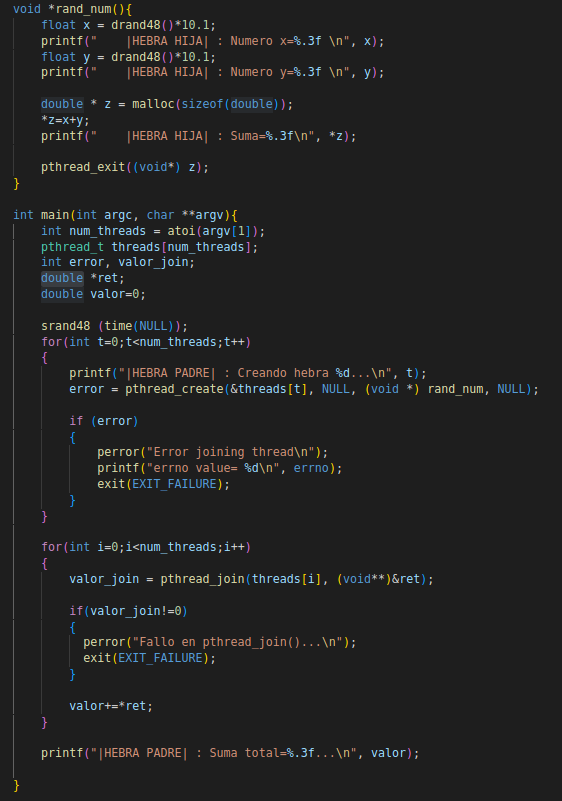 void *rand_num(){
    float x = drand48()*10.1;
    printf("    |HEBRA HIJA| : Numero x=%.3f \n", x);
    float y = drand48()*10.1;
    printf("    |HEBRA HIJA| : Numero y=%.3f \n", y);

    double * z = malloc(sizeof(double));
    *z=x+y;
    printf("    |HEBRA HIJA| : Suma=%.3f\n", *z);

    pthread_exit((void*) z);
}

int main(int argc, char **argv){
    int num_threads = atoi(argv[1]);
    pthread_t threads[num_threads];
    int error, valor_join;
    double *ret;
    double valor=0;

    srand48 (time(NULL));
    for(int t=0;t<num_threads;t++)
    {
        printf("|HEBRA PADRE| : Creando hebra %d...\n", t);
        error = pthread_create(&threads[t], NULL, (void *) rand_num, NULL);

        if (error)
        {
            perror("Error joining thread\n");
            printf("errno value= %d\n", errno);
            exit(EXIT_FAILURE);
        }
    }

    for(int i=0;i<num_threads;i++)
    {
        valor_join = pthread_join(threads[i], (void**)&ret);

        if(valor_join!=0)
        {
          perror("Fallo en pthread_join()...\n");
          exit(EXIT_FAILURE);
        }

        valor+=*ret;
    }

    printf("|HEBRA PADRE| : Suma total=%.3f...\n", valor);

}